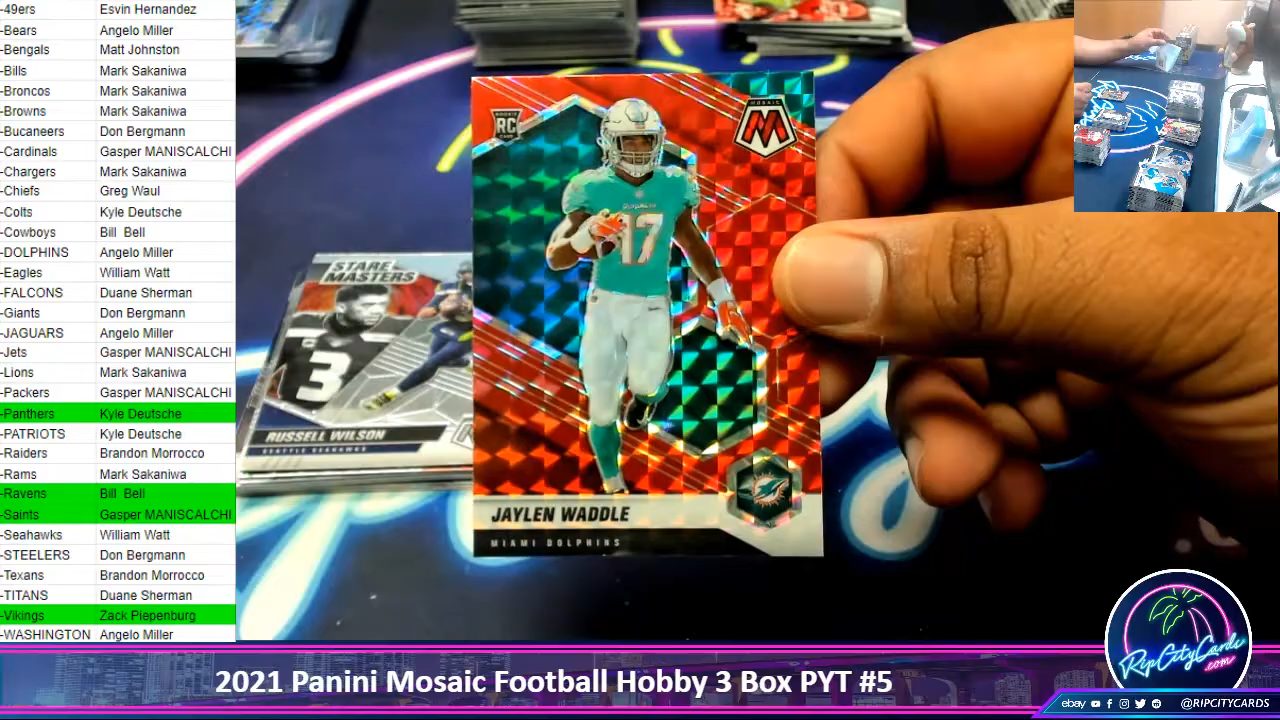 -49ers Esvin Hernandez
-Bears Angelo Miller
-Bengals Matt Johnston
-Bills Mark Sakaniwa
-Broncos Mark Sakaniwa
-Browns Mark Sakaniwa
-Bucaneers Don Bergmann
-Cardinals Gasper MANISCALCHI
-Chargers Mark Sakaniwa
-Chiefs Greg Waul
-Colts Kyle Deutsche
-Cowboys Bill Bell
-DOLPHINS Angelo Miller
-Eagles William Watt
-FALCONS Duane Sherman
-Giants Don Bergmann
-JAGUARS Angelo Miller
-Jets Gasper MANISCALCHI
-Lions Mark Sakaniwa
-Packers Gasper MANISCALCHI
-Panthers Kyle Deutsche
-PATRIOTS Kyle Deutsche
-Raiders Brandon Morrocco
-Rams Mark Sakaniwa
-Ravens Bill Bell
-Saints Gasper MANISCALCHI
-Seahawks William Watt
-STEELERS Don Bergmann
-Texans Brandon Morrocco
-TITANS Duane Sherman
-Vikings Zack Piepenburg
-WASHINGTON Angelo Miller
STARE
MASTERS
3
RUSSELL WILSON
SEATTLE SEAHAWKS
ROOKIE
RC
CARD
MOSAIC
M
DOLPHINS
17
JAYLEN WADDLE
MIAMI DOLPHINS
RipCityCards
.com
2021 Panini Mosaic Football Hobby 3 Box PYT #5
ebay @RIPCITYCARDS